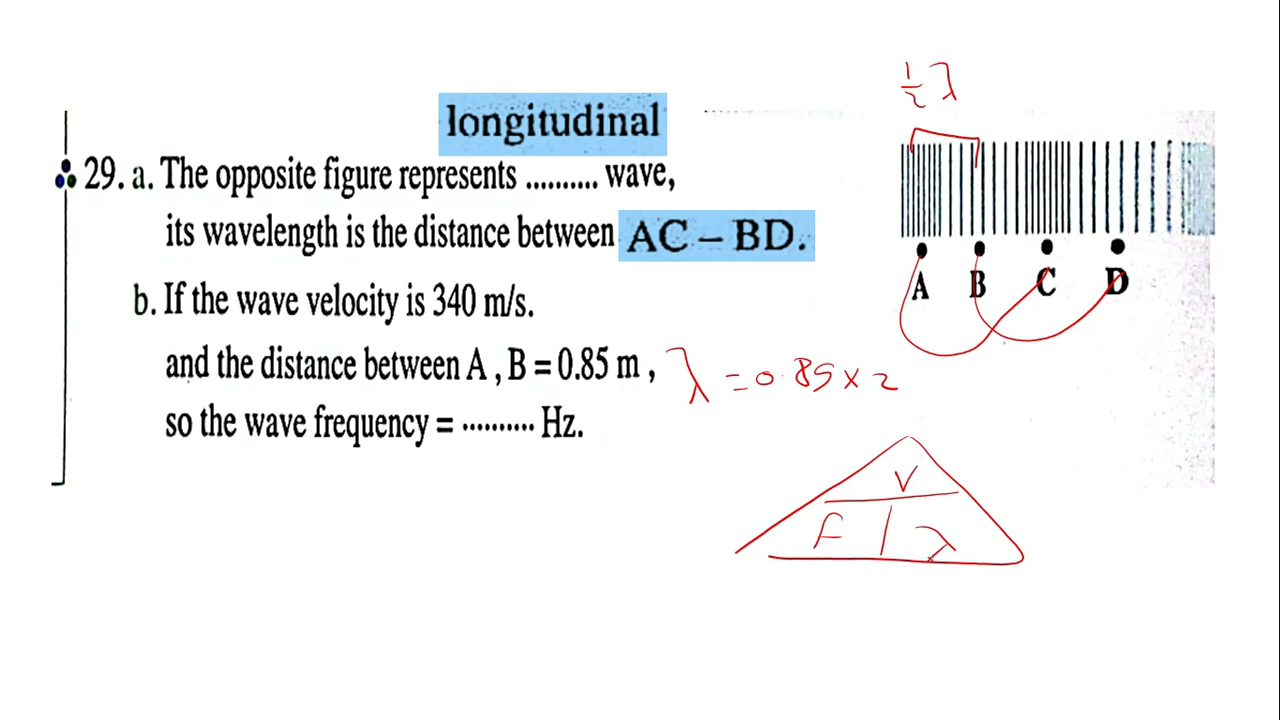 ½ λ
longitudinal
29. a. The opposite figure represents .......... wave,
its wavelength is the distance between AC – BD.
A B C D
b. If the wave velocity is 340 m/s.
and the distance between A , B = 0.85 m , λ = 0.85 × 2
so the wave frequency = .......... Hz.
V
F λ